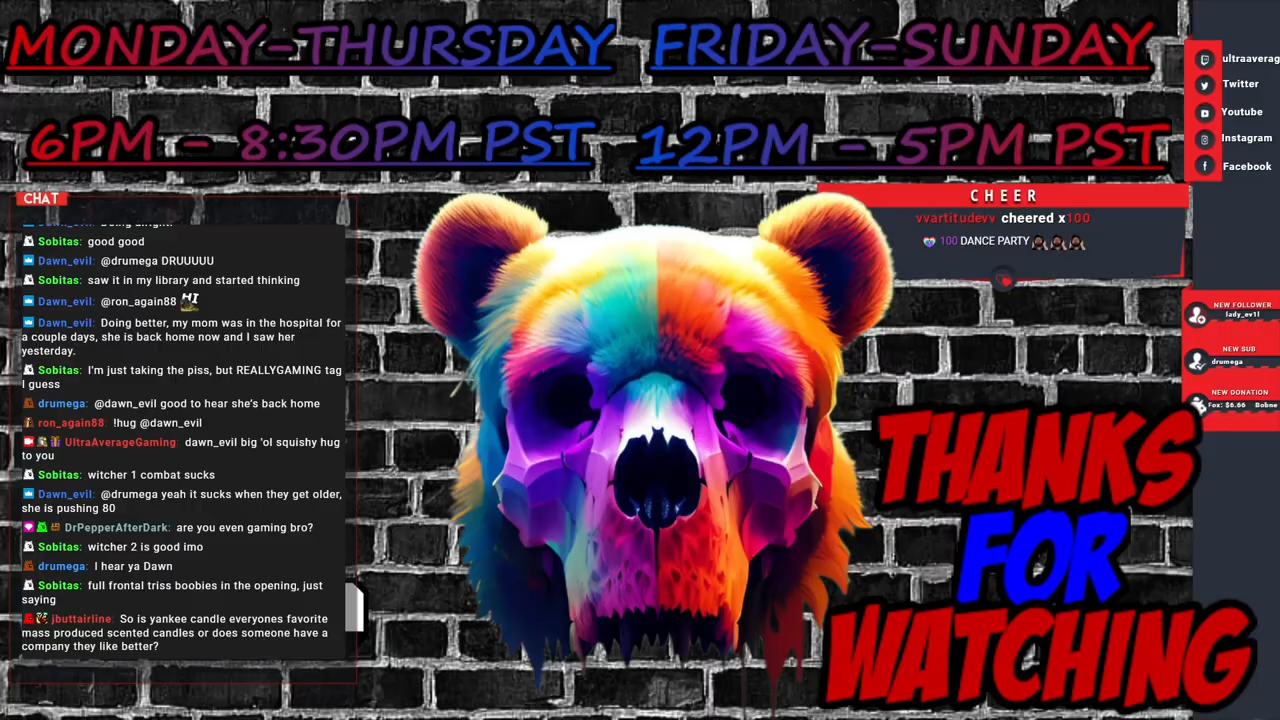 MONDAY-THURSDAY FRIDAY-SUNDAY
6PM - 8:30PM PST 12PM - 5PM PST
ultraaverag
Twitter
Youtube
Instagram
Facebook
CHAT
Sobitas: good good
Dawn_evil: @drumega DRUUUUU
Sobitas: saw it in my library and started thinking
Dawn_evil: @ron_again88 HI
Dawn_evil: Doing better, my mom was in the hospital for
a couple days, she is back home now and I saw her
yesterday.
Sobitas: I'm just taking the piss, but REALLYGAMING tag
I guess
drumega: @dawn_evil good to hear she's back home
ron_again88: !hug @dawn_evil
UltraAverageGaming: dawn_evil big 'ol squishy hug
to you
Sobitas: witcher 1 combat sucks
Dawn_evil: @drumega yeah it sucks when they get older,
she is pushing 80
DrPepperAfterDark: are you even gaming bro?
Sobitas: witcher 2 is good imo
drumega: I hear ya Dawn
Sobitas: full frontal triss boobies in the opening, just
saying
jbuttairline: So is yankee candle everyones favorite
mass produced scented candles or does someone have a
company they like better?
CHEER
vvartitudevv cheered x100
100 DANCE PARTY
NEW FOLLOWER
lady_ev1l
NEW SUB
drumega
NEW DONATION
Fox: $6.66 Bobne
THANKS
FOR
WATCHING